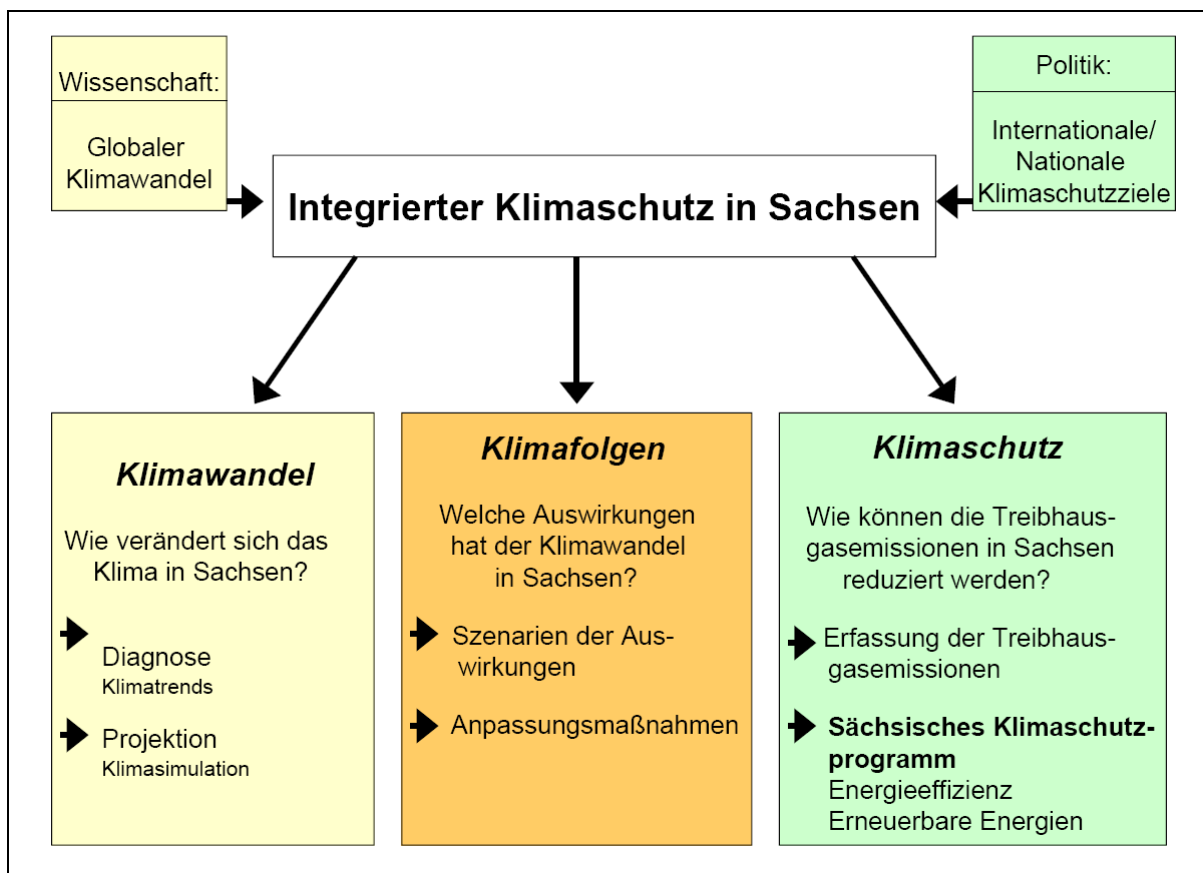 Wissenschaft:
Globaler
Klimawandel
Politik:
Internationale/
Nationale
Klimaschutzziele
Integrierter Klimaschutz in Sachsen
Klimawandel
Wie verändert sich das
Klima in Sachsen?
Diagnose
Klimatrends
Projektion
Klimasimulation
Klimafolgen
Welche Auswirkungen
hat der Klimawandel
in Sachsen?
Szenarien der Aus-
wirkungen
Anpassungsmaßnahmen
Klimaschutz
Wie können die Treibhaus-
gasemissionen in Sachsen
reduziert werden?
Erfassung der Treibhaus-
gasemissionen
Sächsisches Klimaschutz-
programm
Energieeffizienz
Erneuerbare Energien